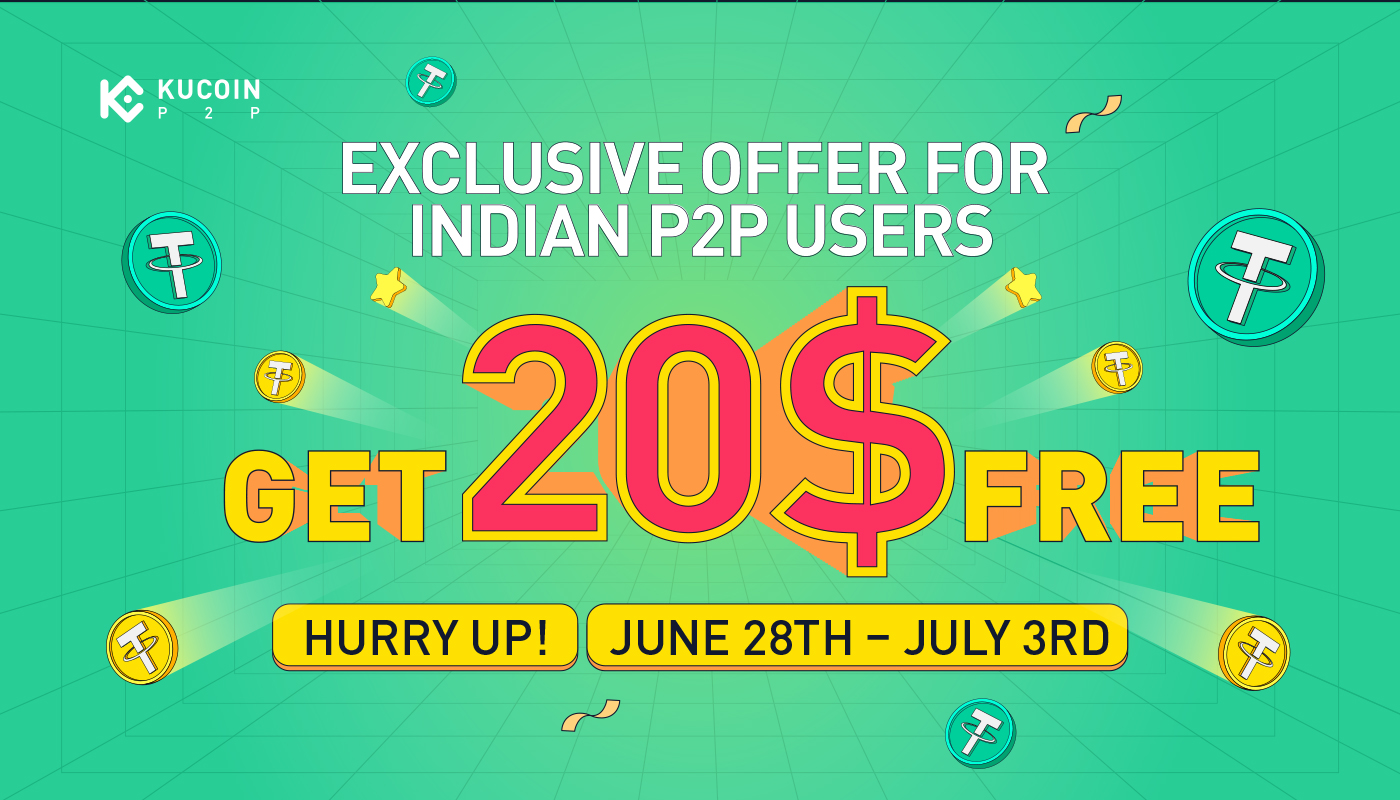 KUCOIN
P2P
EXCLUSIVE OFFER FOR
INDIAN P2P USERS
GET 20$ FREE
HURRY UP! JUNE 28TH – JULY 3RD